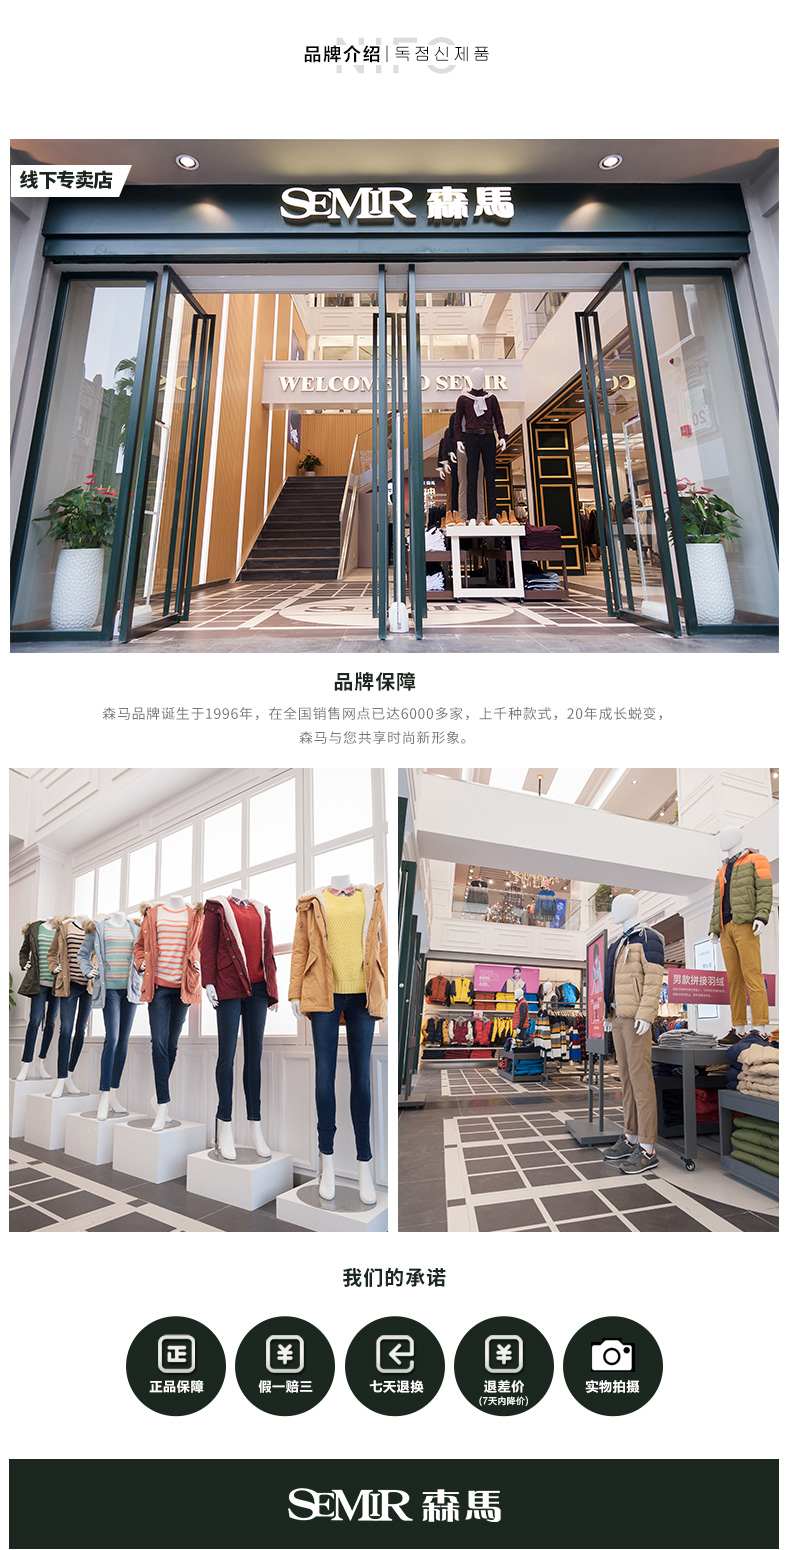 NIFO
品牌介绍|독점신제품
线下专卖店
SEMIR 森馬
WELCOME TO SEMIR
SEMIR
品牌保障
森马品牌诞生于1996年，在全国销售网点已达6000多家，上千种款式，20年成长蜕变，
森马与您共享时尚新形象。
男款拼接羽绒
我们的承诺
正品保障
假一赔三
七天退换
退差价
(7天内降价)
实物拍摄
SEMIR 森馬